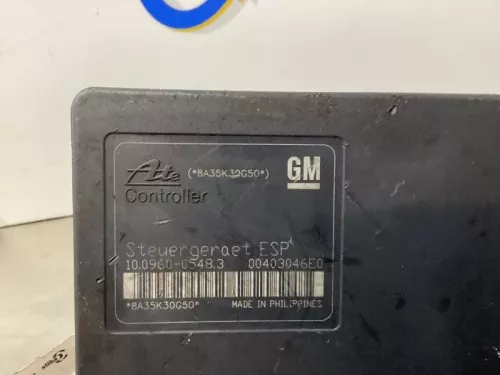 Ate (*8A35K30G50*) GM
Controller
Steuergeraet ESP
10.0960-0548.3 00403046E0
*8A35K30G50* MADE IN PHILIPPINES